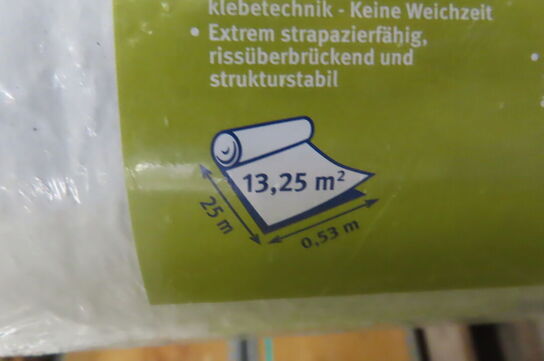 klebetechnik - Keine Weichzeit
• Extrem strapazierfähig,
rissüberbrückend und
strukturstabil
13,25 m²
25 m
0,53 m